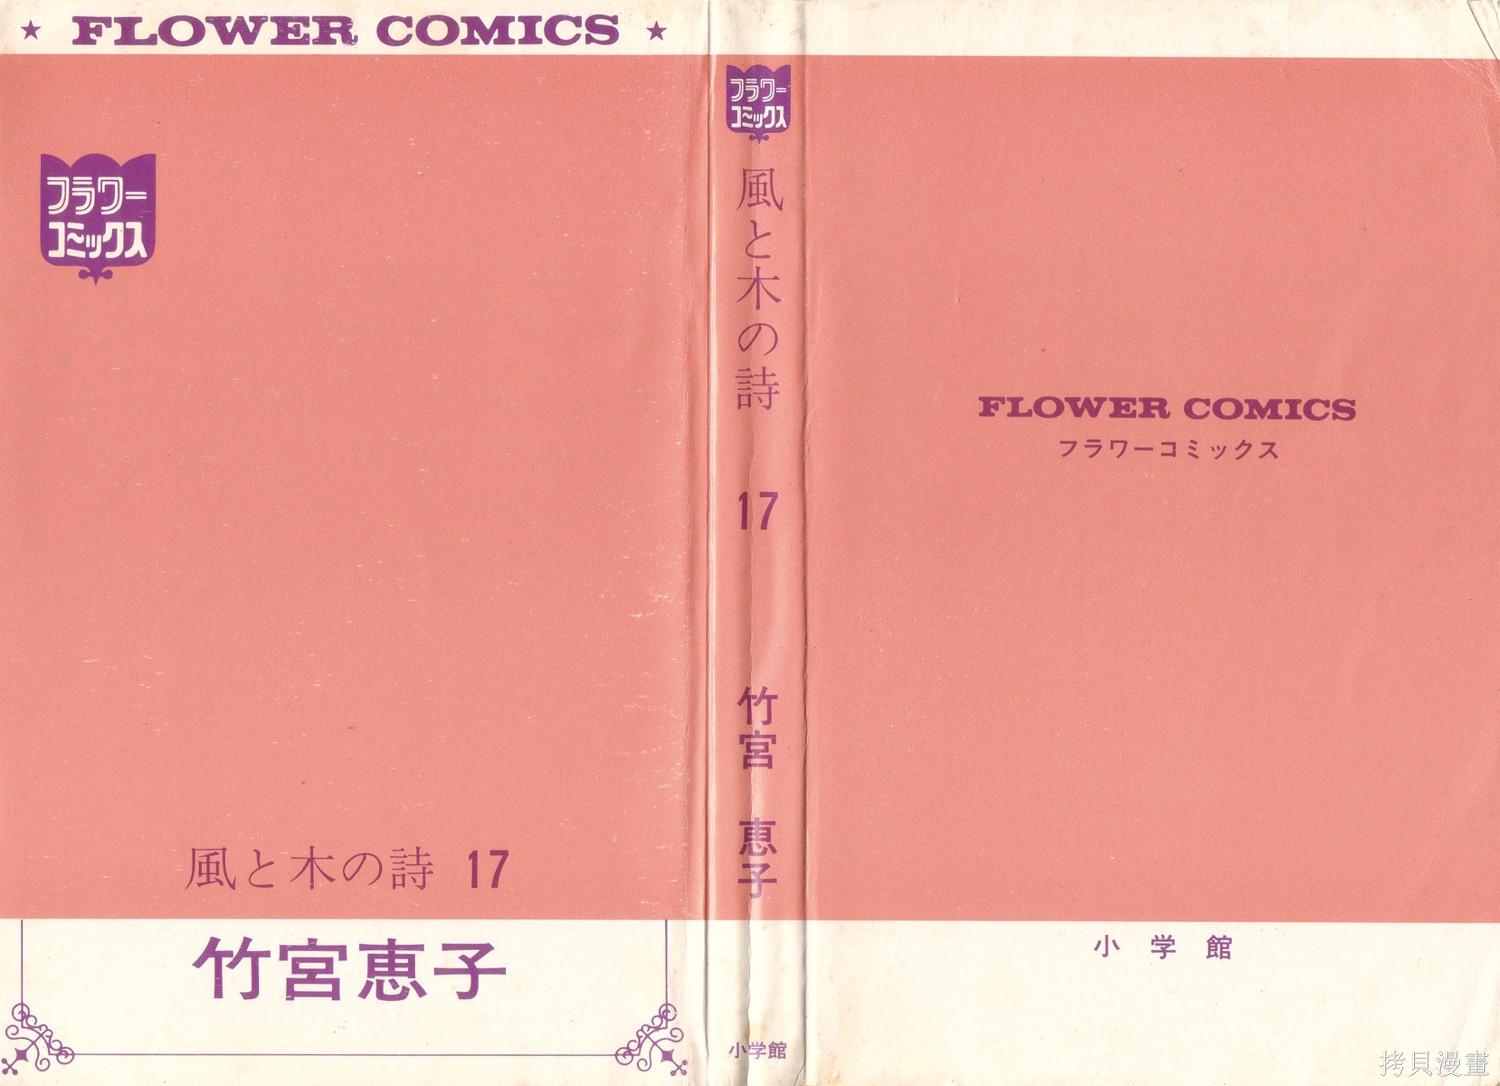 ★ FLOWER COMICS ★
フラワー
コミックス
風と木の詩 17
竹宮恵子
フラワー
コミックス
風と木の詩 17 竹宮 恵子
小学館
FLOWER COMICS
フラワーコミックス
小学館
拷貝漫畫